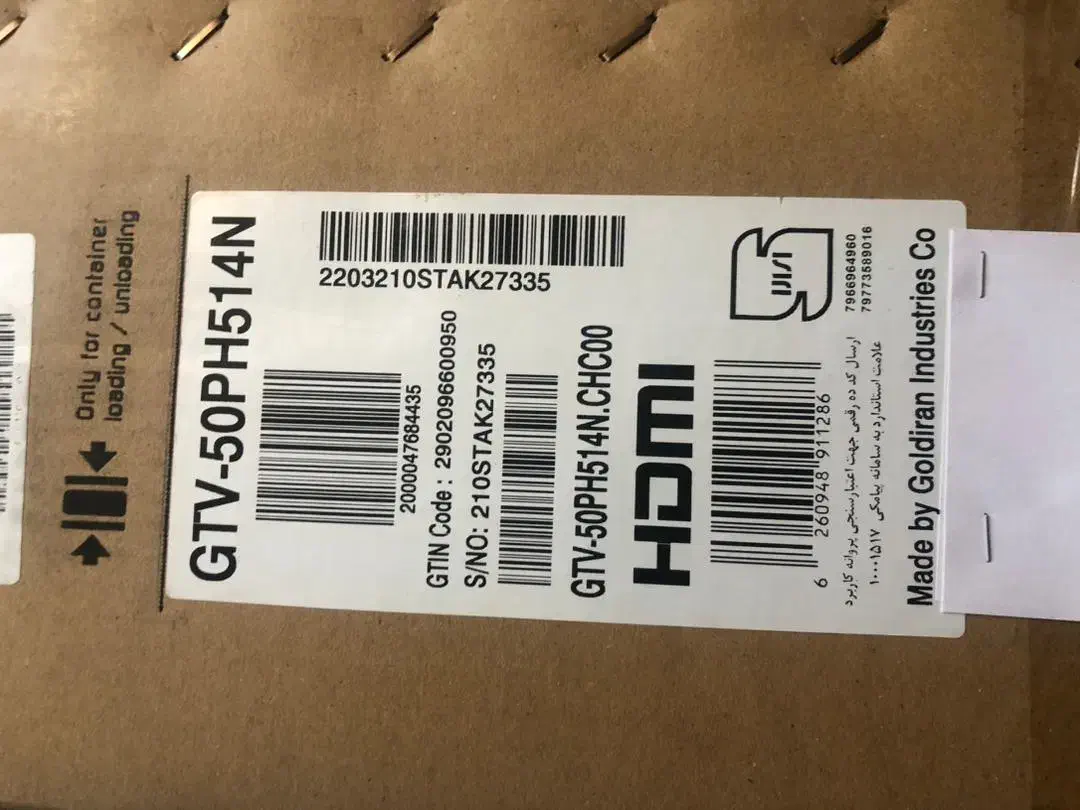 Only for container
loading / unloading
GTV-50PH514N
2203210STAK27335
2000047684435
GTIN Code : 2902096600950
S/NO: 210STAK27335
GTV-50PH514N.CHC00
HDMI
6 260948 911286
7966964960
7977358901​6
ارسال کد ده رقمی جهت اعتبارسنجی پروانه کاربرد
علامت استاندارد به سامانه پیامکی ۱۰۰۰۱۵۱۷
Made by Goldiran Industries Co